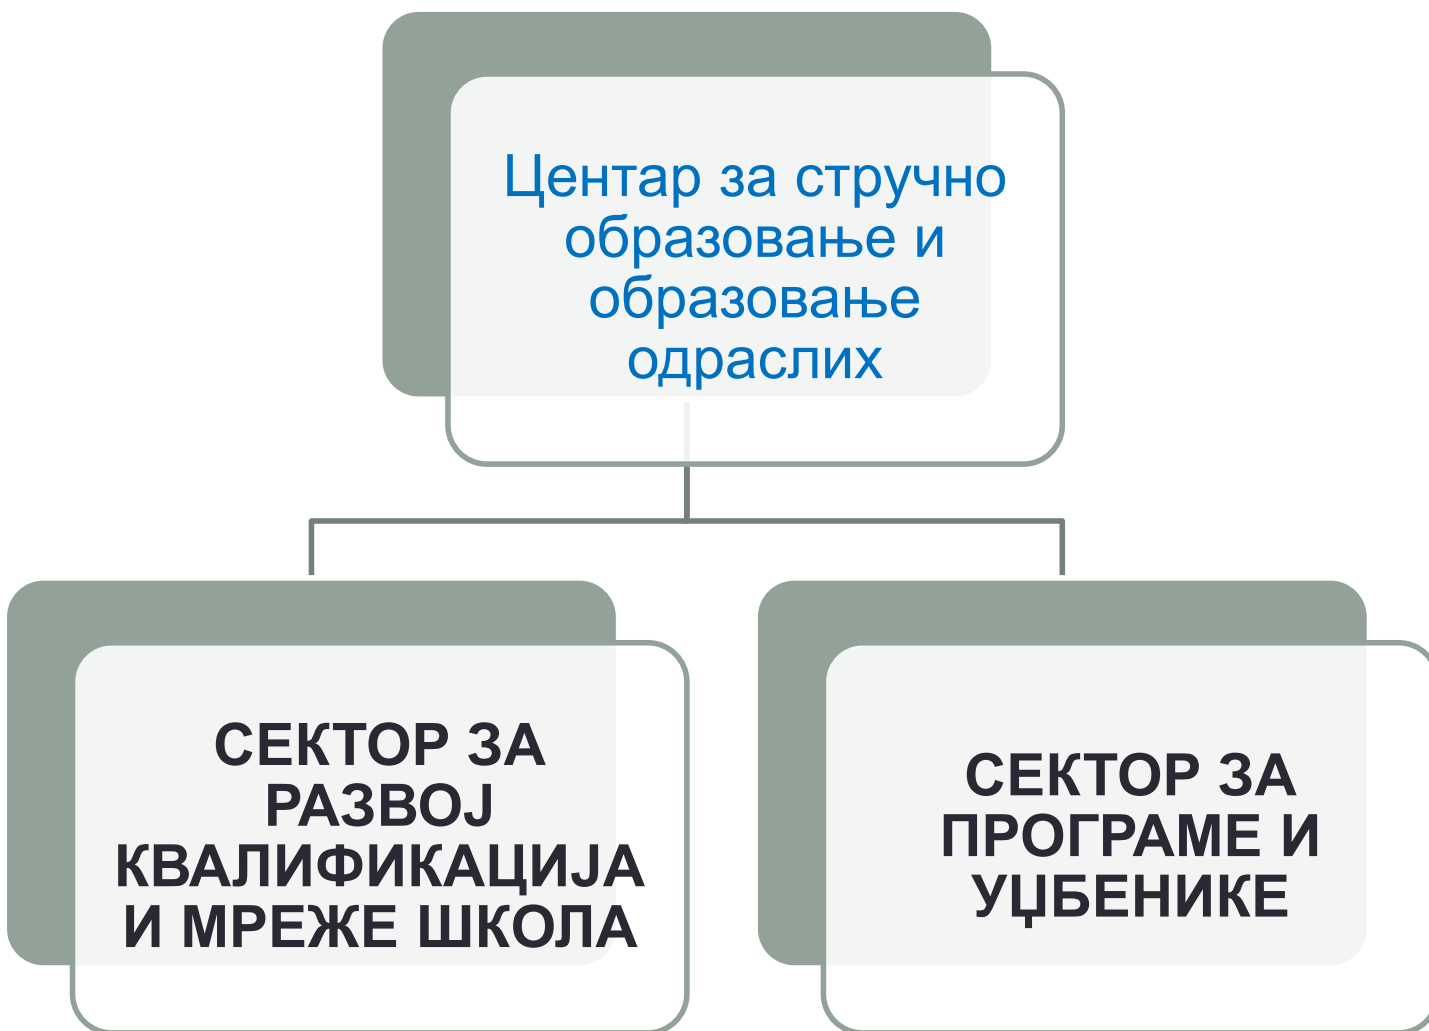 Центар за стручно
образовање и
образовање
одраслих
СЕКТОР ЗА
РАЗВОЈ
КВАЛИФИКАЦИЈА
И МРЕЖЕ ШКОЛА
СЕКТОР ЗА
ПРОГРАМЕ И
УЏБЕНИКЕ